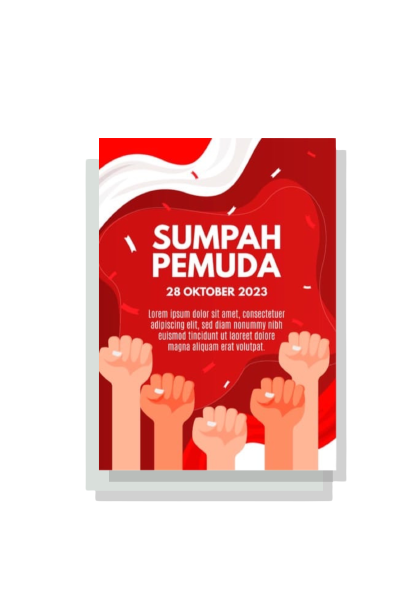 SUMPAH
PEMUDA
28 OKTOBER 2023
Lorem ipsum dolor sit amet, consectetuer
adipiscing elit, sed diam nonummy nibh
euismod tincidunt ut laoreet dolore
magna aliquam erat volutpat.